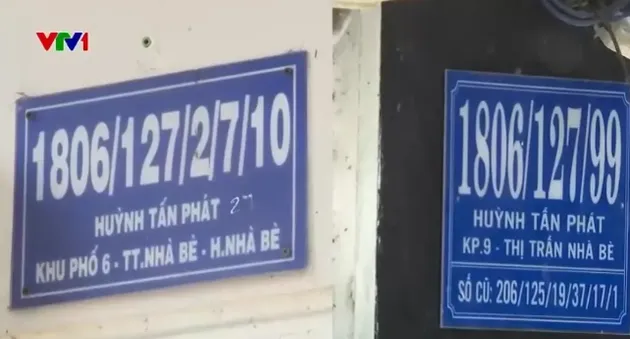 VTV1
1806/127/2/7/10
HUỲNH TẤN PHÁT
KHU PHỐ 6 - TT.NHÀ BÈ - H.NHÀ BÈ
1806/127/99
HUỲNH TẤN PHÁT
KP.9 - THỊ TRẤN NHÀ BÈ
SỐ CŨ: 206/125/19/37/17/1